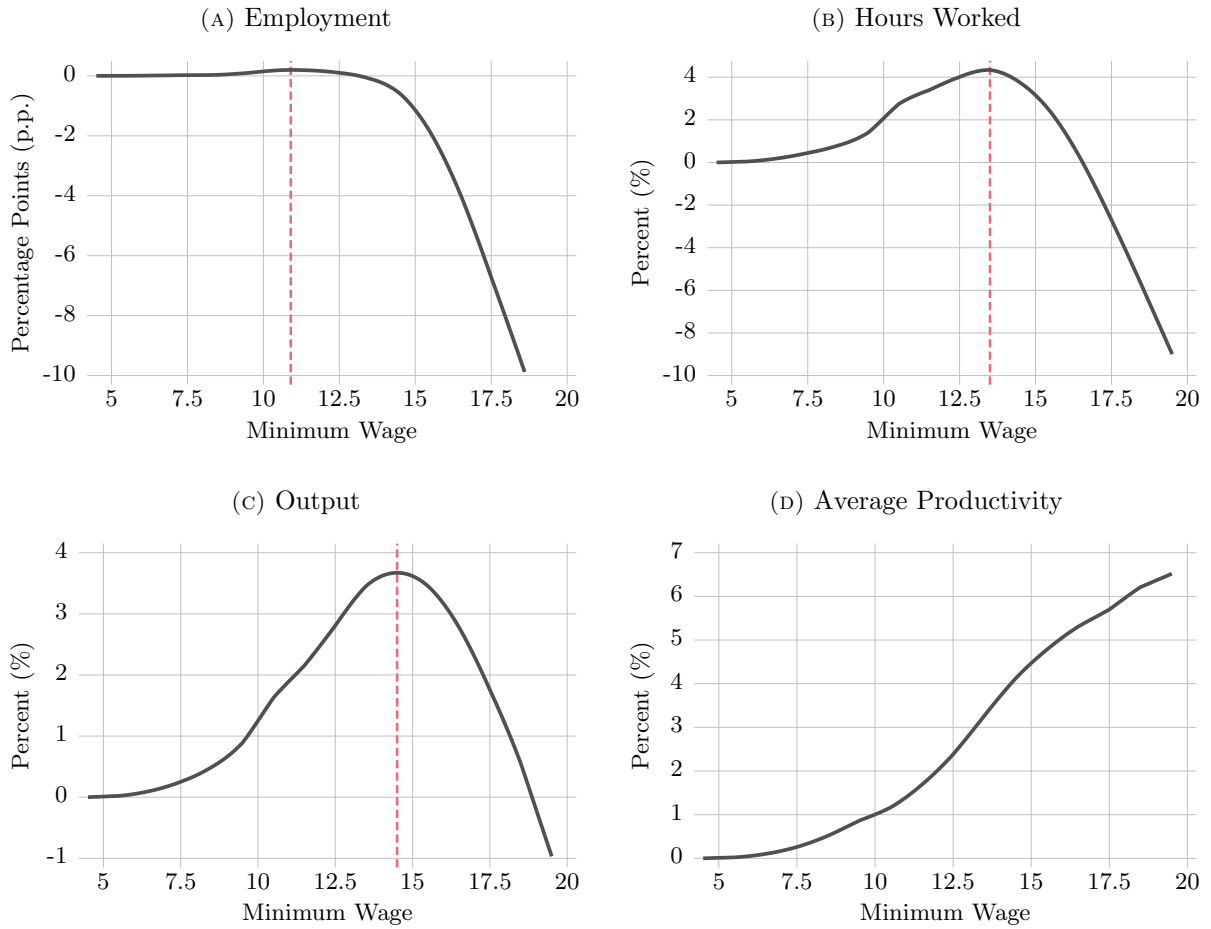 (A) Employment
Percentage Points (p.p.)
0
-2
-4
-6
-8
-10
5 7.5 10 12.5 15 17.5 20
Minimum Wage
(B) Hours Worked
Percent (%)
4
2
0
-2
-4
-6
-8
-10
5 7.5 10 12.5 15 17.5 20
Minimum Wage
(C) Output
Percent (%)
4
3
2
1
0
-1
5 7.5 10 12.5 15 17.5 20
Minimum Wage
(D) Average Productivity
Percent (%)
7
6
5
4
3
2
1
0
5 7.5 10 12.5 15 17.5 20
Minimum Wage